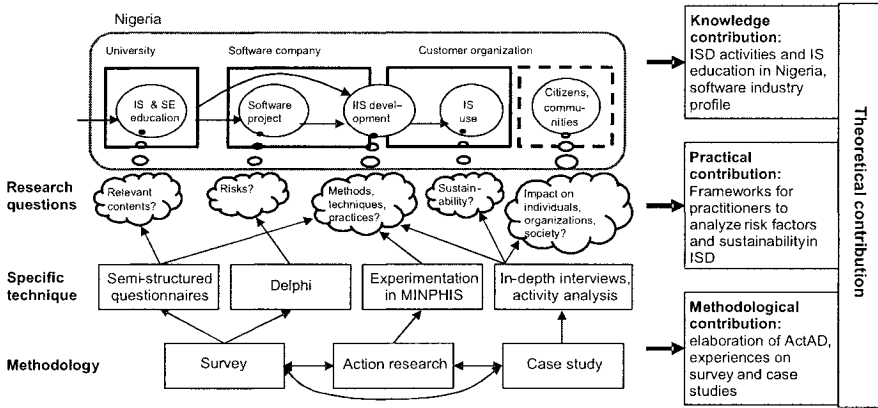 Nigeria
University
Software company
Customer organization
IS & SE
education
Software
project
IIS devel-
opment
IS
use
Citizens,
commu-
nities
Research
questions
Relevant
contents?
Risks?
Methods,
techniques,
practices?
Sustain-
ability?
Impact on
individuals,
organizations,
society?
Specific
technique
Semi-structured
questionnaires
Delphi
Experimentation
in MINPHIS
In-depth interviews,
activity analysis
Methodology
Survey
Action research
Case study
Knowledge
contribution:
ISD activities and IS
education in Nigeria,
software industry
profile
Practical
contribution:
Frameworks for
practitioners to
analyze risk factors
and sustainabilityin
ISD
Methodological
contribution:
elaboration of ActAD,
experiences on
survey and case
studies
Theoretical contribution